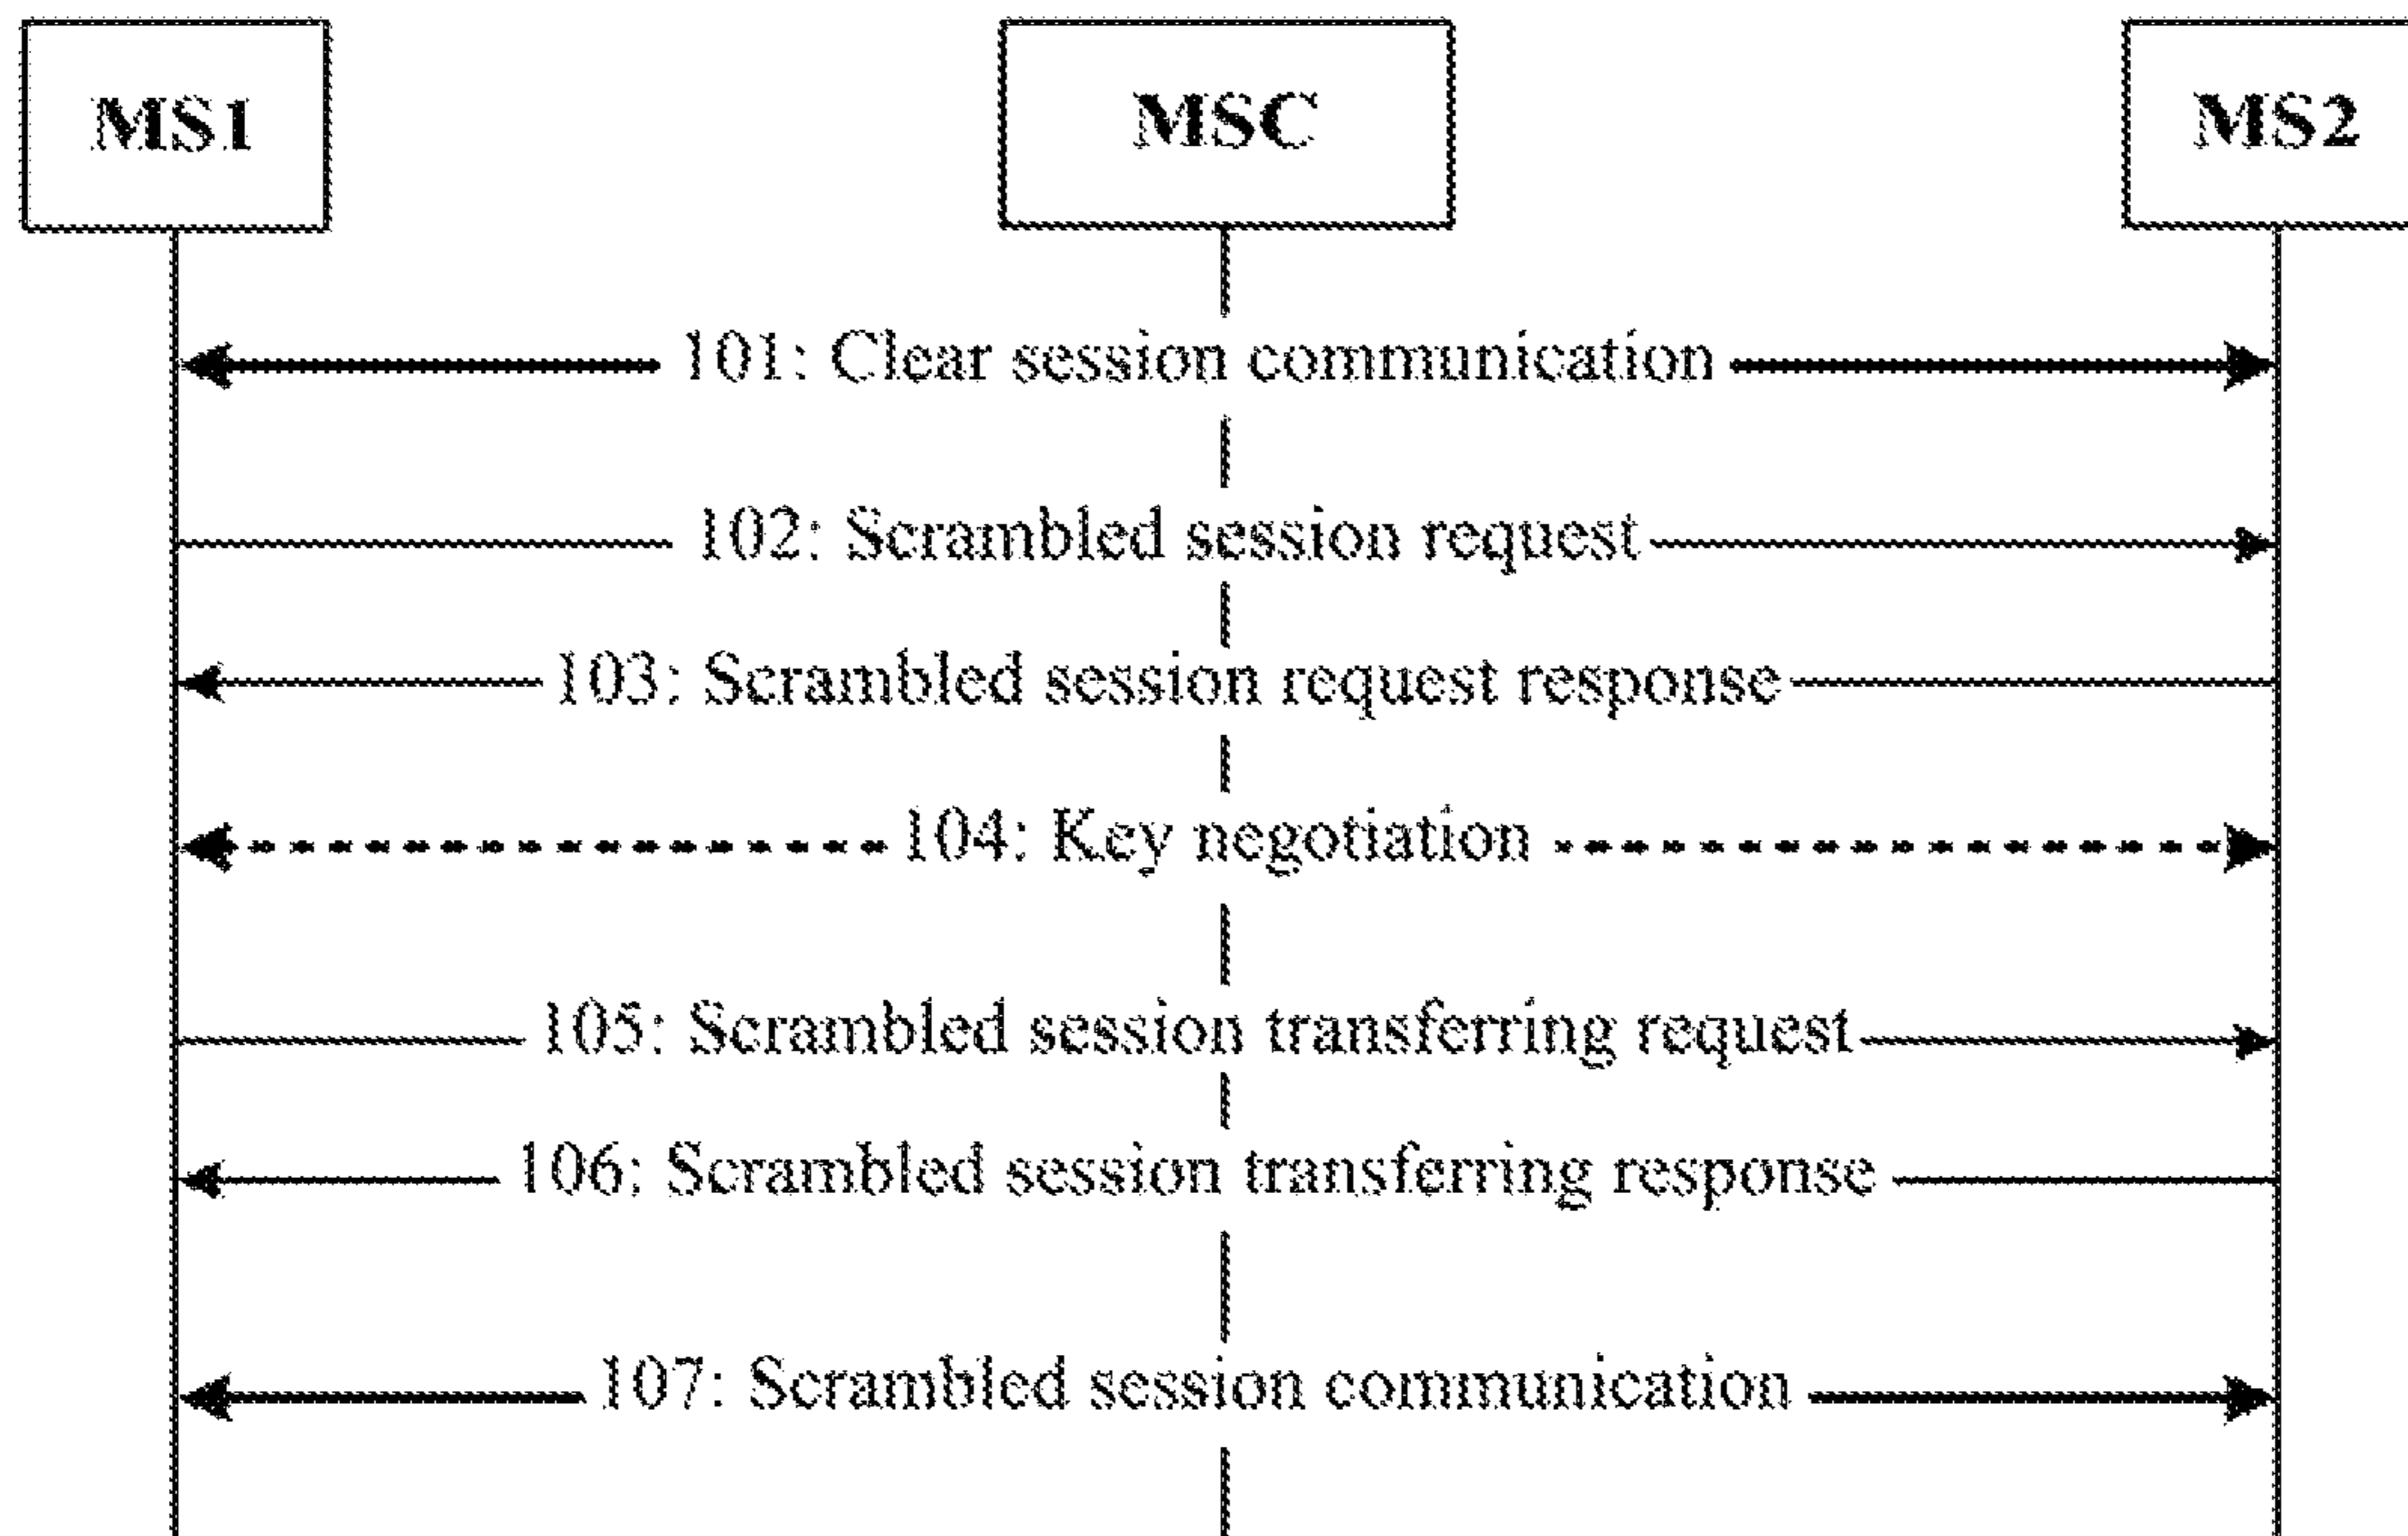 MS1
MSC
MS2
101: Clear session communication
102: Scrambled session request
103: Scrambled session request response
104: Key negotiation
105: Scrambled session transferring request
106: Scrambled session transferring response
107: Scrambled session communication